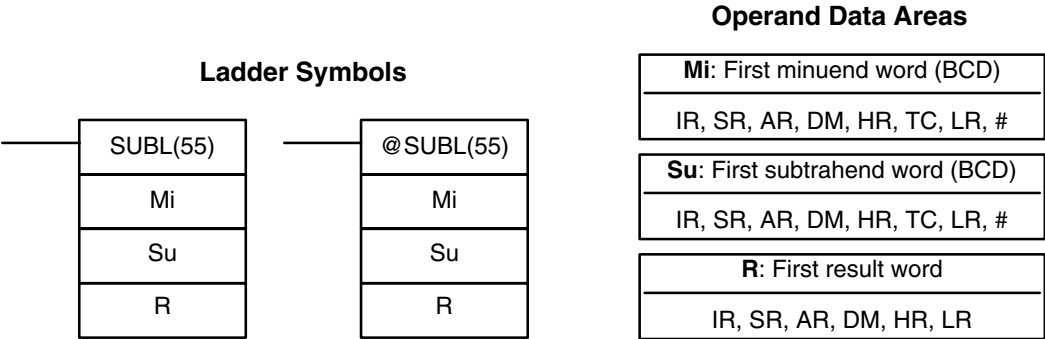 Ladder Symbols
SUBL(55)
Mi
Su
R
@SUBL(55)
Mi
Su
R
Operand Data Areas
Mi: First minuend word (BCD)
IR, SR, AR, DM, HR, TC, LR, #
Su: First subtrahend word (BCD)
IR, SR, AR, DM, HR, TC, LR, #
R: First result word
IR, SR, AR, DM, HR, LR